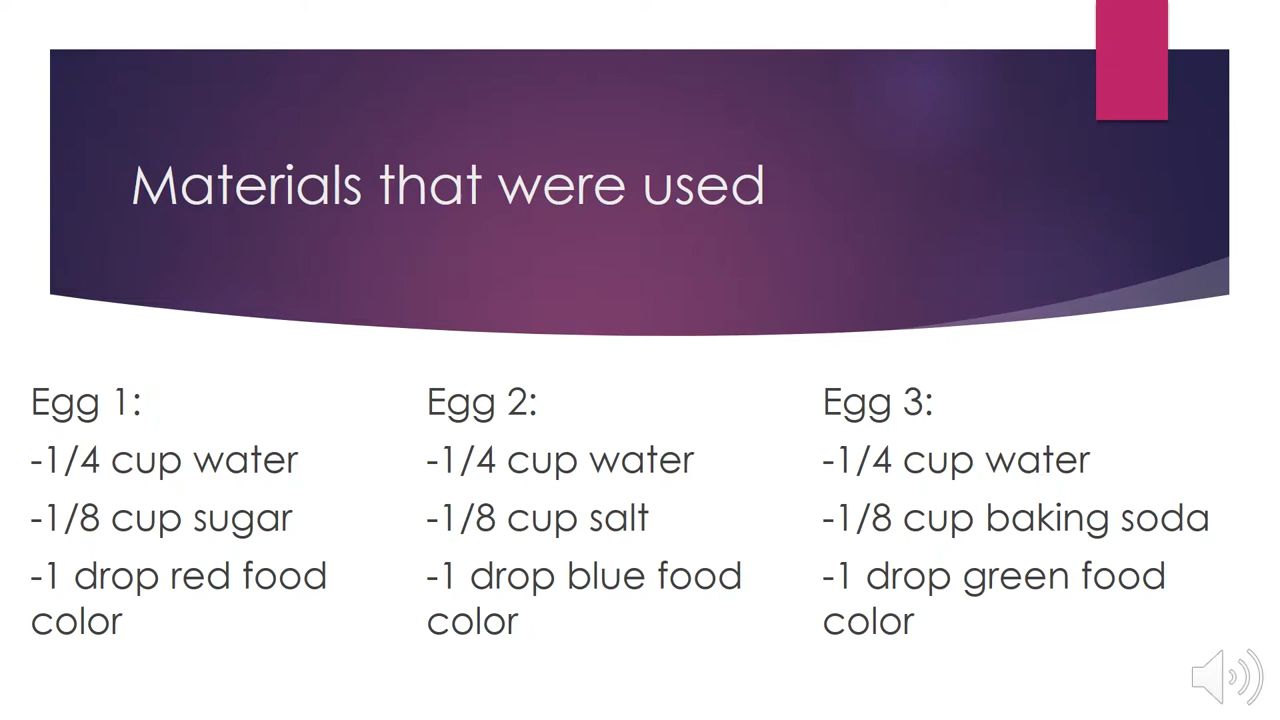 Materials that were used
Egg 1:
-1/4 cup water
-1/8 cup sugar
-1 drop red food
color
Egg 2:
-1/4 cup water
-1/8 cup salt
-1 drop blue food
color
Egg 3:
-1/4 cup water
-1/8 cup baking soda
-1 drop green food
color